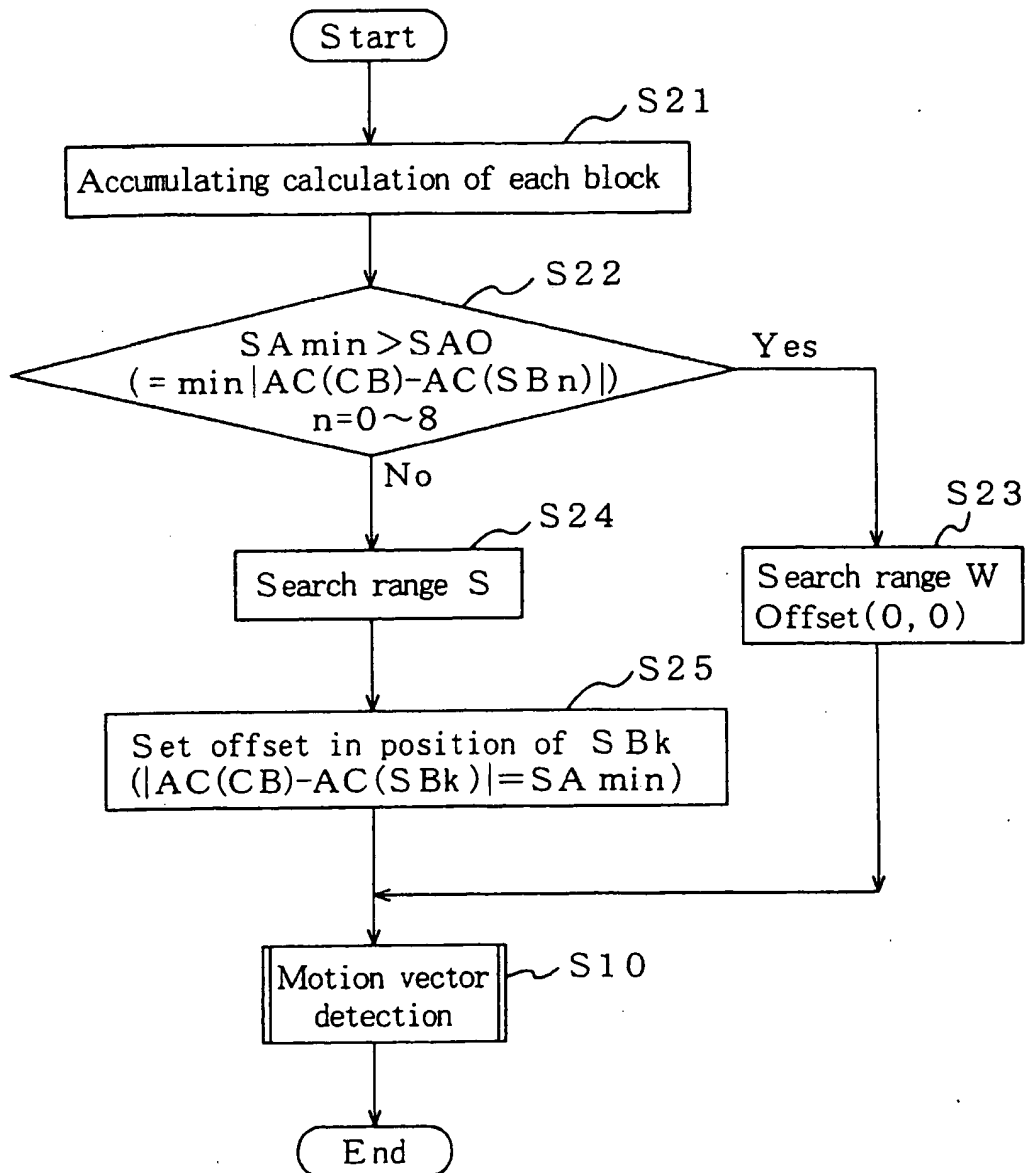 Start
S21
Accumulating calculation of each block
S22
SAmin>SA0
(=min|AC(CB)-AC(SBn)|)
n=0～8
Yes
No
S23
S24
Search range S
Search range W
Offset(0,0)
S25
Set offset in position of SBk
(|AC(CB)-AC(SBk)|=SAmin)
Motion vector
detection
S10
End